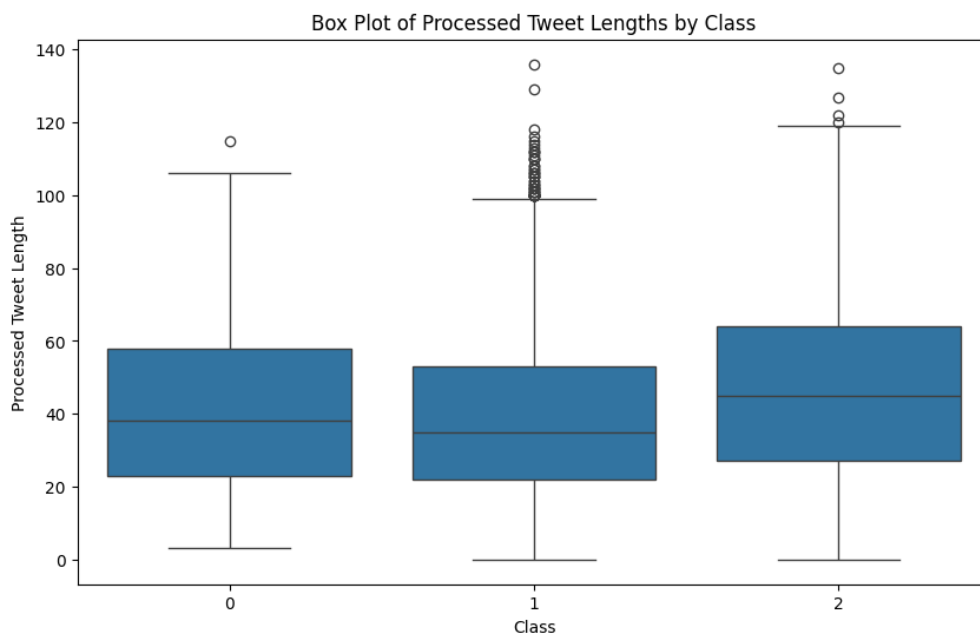 Box Plot of Processed Tweet Lengths by Class
140
120
100
80
60
40
20
0
Processed Tweet Length
0 1 2
Class